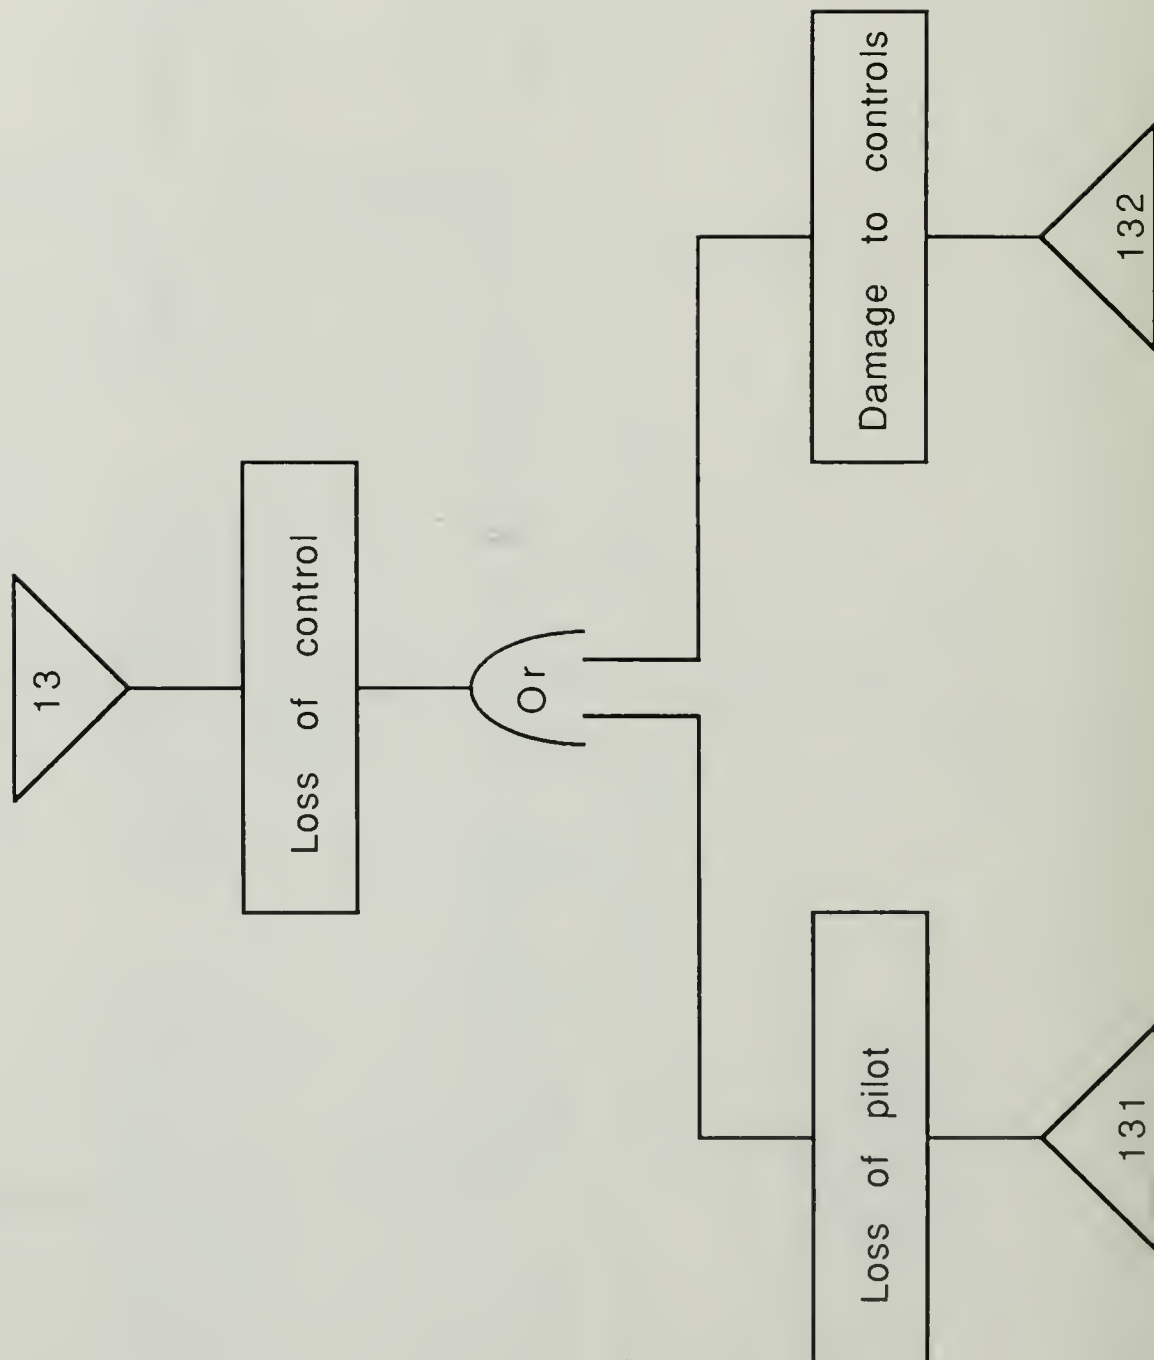 13
Loss of control
Or
Loss of pilot
Damage to controls
131
132